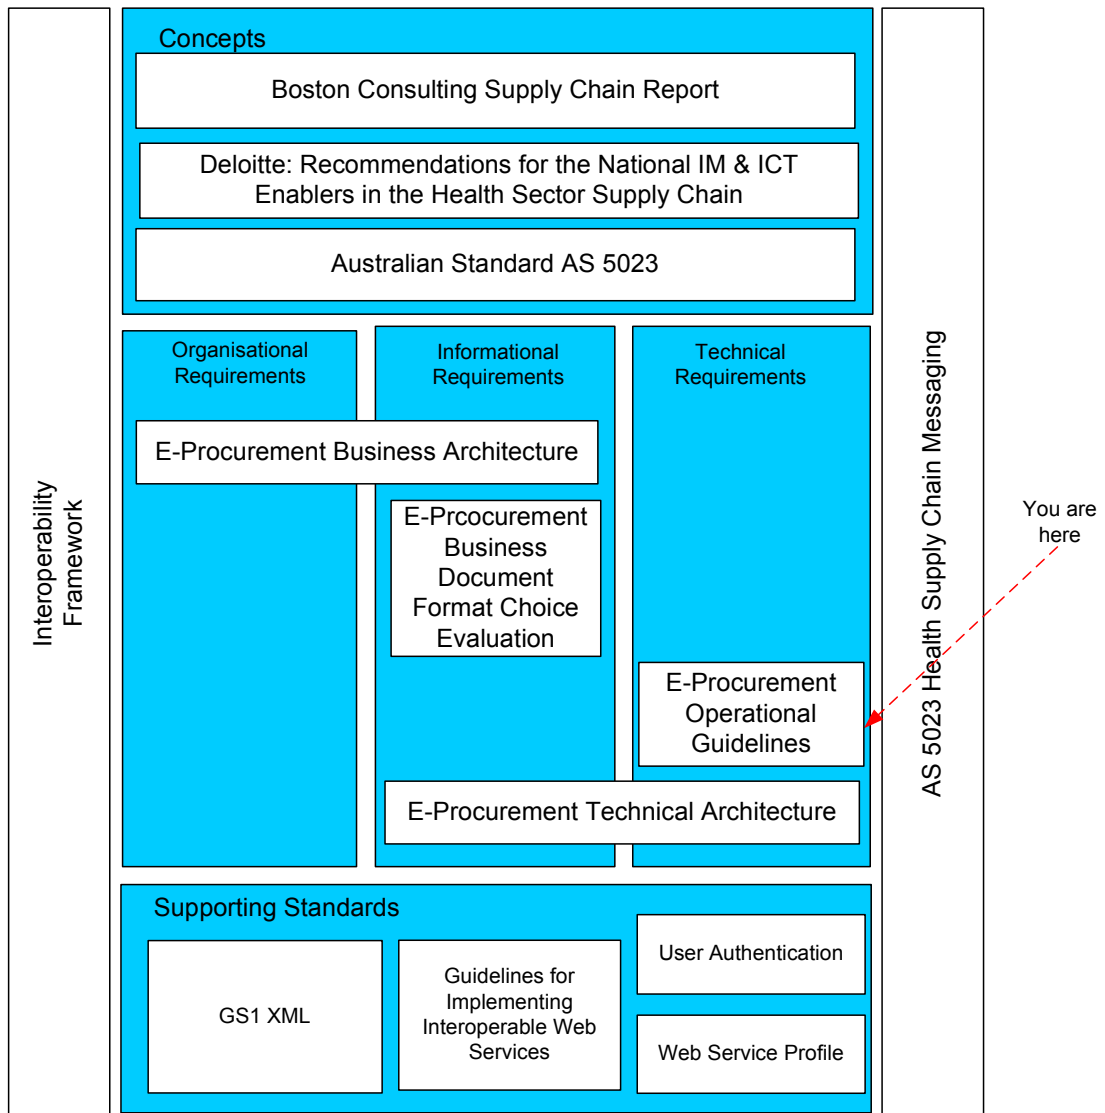 Concepts
Boston Consulting Supply Chain Report
Deloitte: Recommendations for the National IM & ICT
Enablers in the Health Sector Supply Chain
Australian Standard AS 5023
Interoperability
Framework
Organisational
Requirements
Informational
Requirements
Technical
Requirements
E-Procurement Business Architecture
E-Prcocurement
Business
Document
Format Choice
Evaluation
E-Procurement
Operational
Guidelines
E-Procurement Technical Architecture
AS 5023 Health Supply Chain Messaging
You are
here
Supporting Standards
GS1 XML
Guidelines for
Implementing
Interoperable Web
Services
User Authentication
Web Service Profile